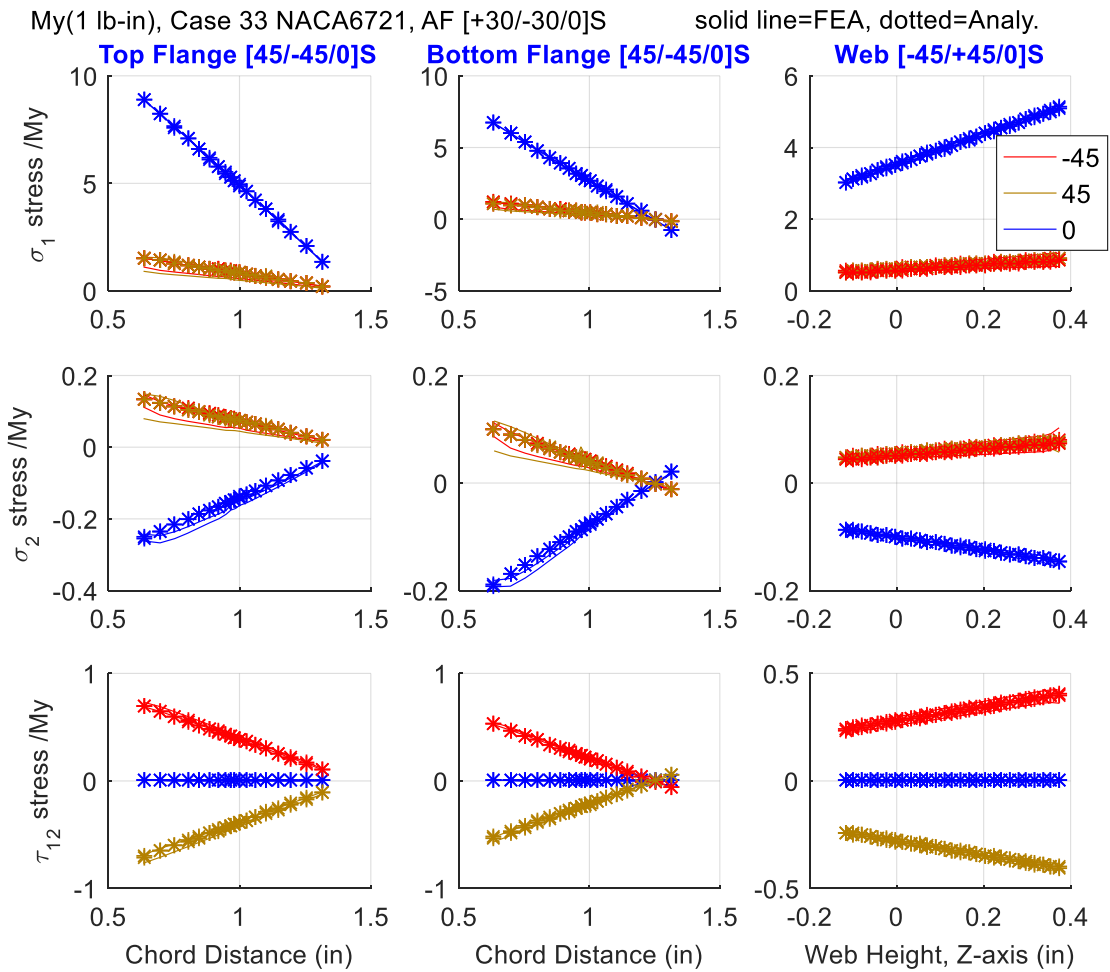 My(1 lb-in), Case 33 NACA6721, AF [+30/-30/0]S solid line=FEA, dotted=Analy.
Top Flange [45/-45/0]S Bottom Flange [45/-45/0]S Web [-45/+45/0]S
σ1 stress /My
10
5
0
0.5 1 1.5
10
5
0
-5
0.5 1 1.5
6
4
2
0
-0.2 0 0.2 0.4
-45
45
0
σ2 stress /My
0.2
0
-0.2
-0.4
0.5 1 1.5
0.2
0
-0.2
0.5 1 1.5
0.2
0
-0.2
-0.2 0 0.2 0.4
τ12 stress /My
1
0
-1
0.5 1 1.5
Chord Distance (in)
1
0
-1
0.5 1 1.5
Chord Distance (in)
0.5
0
-0.5
-0.2 0 0.2 0.4
Web Height, Z-axis (in)